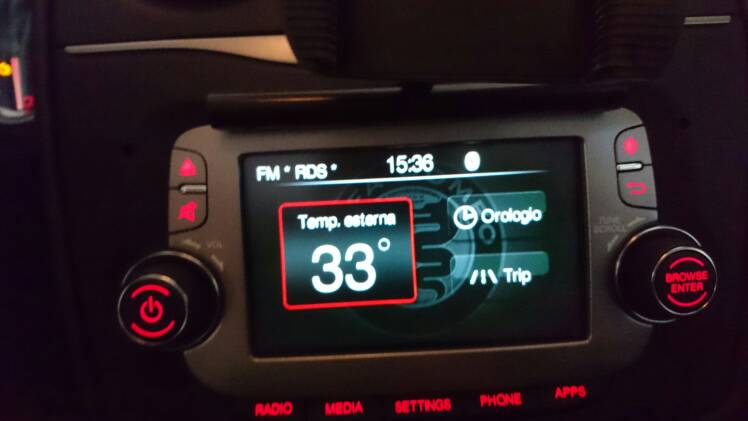 FM * RDS * 15:36
Temp. esterna
33°
Orologio
Trip
VOL
TUNE
SCROLL
BROWSE
ENTER
RADIO MEDIA SETTINGS PHONE APPS